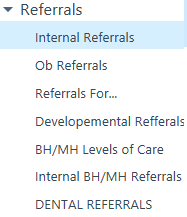 Referrals
Internal Referrals
Ob Referrals
Referrals For...
Developemental Refferals
BH/MH Levels of Care
Internal BH/MH Referrals
DENTAL REFERRALS